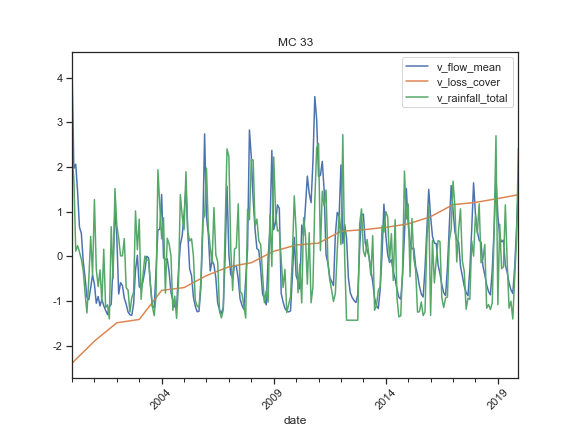 MC 33
v_flow_mean
v_loss_cover
v_rainfall_total
4
3
2
1
0
-1
-2
2004
2009
2014
2019
date